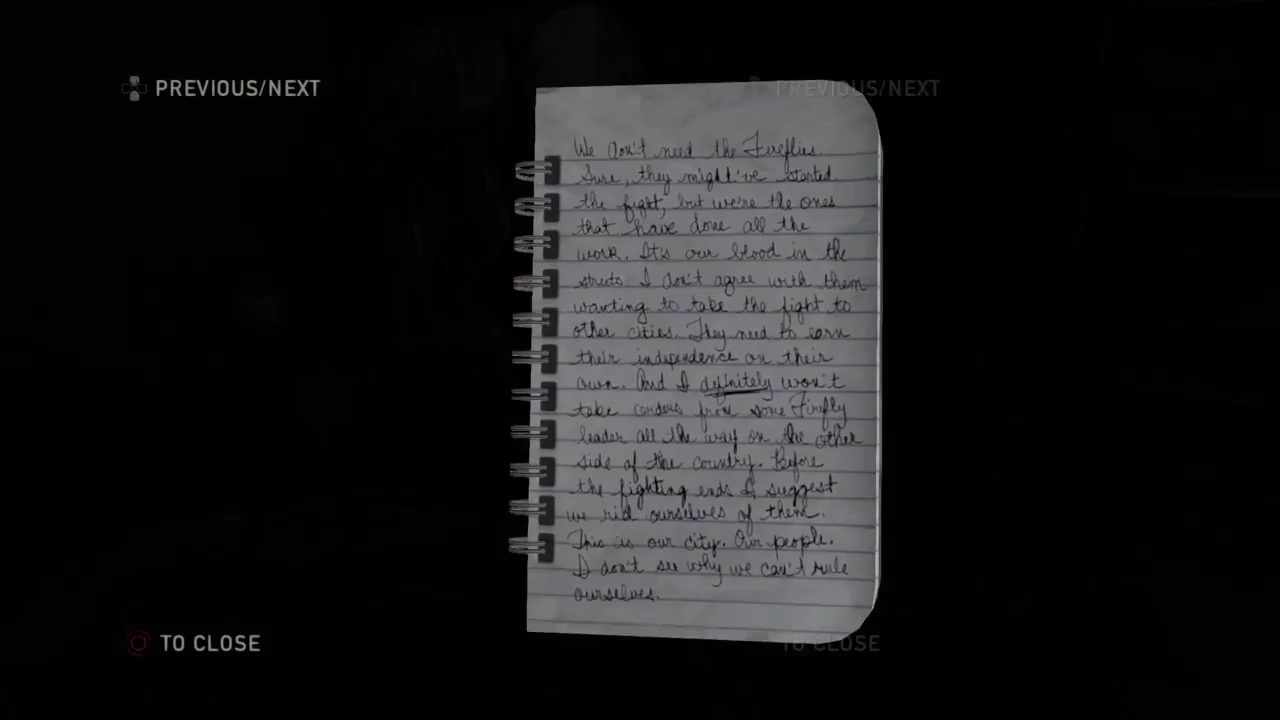 PREVIOUS/NEXT
PREVIOUS/NEXT
We don't need the Fireflies.
Sure, they might've started
the fight, but we're the ones
that have done all the
work. It's our blood in the
streets. I don't agree with them
wanting to take the fight to
other cities. They need to earn
their independence on their
own. And I definitely won't
take orders from some Firefly
leader all the way on the other
side of the country. Before
the fighting ends I suggest
we rid ourselves of them.
This is our city. Our people.
I don't see why we can't rule
ourselves.
TO CLOSE
TO CLOSE